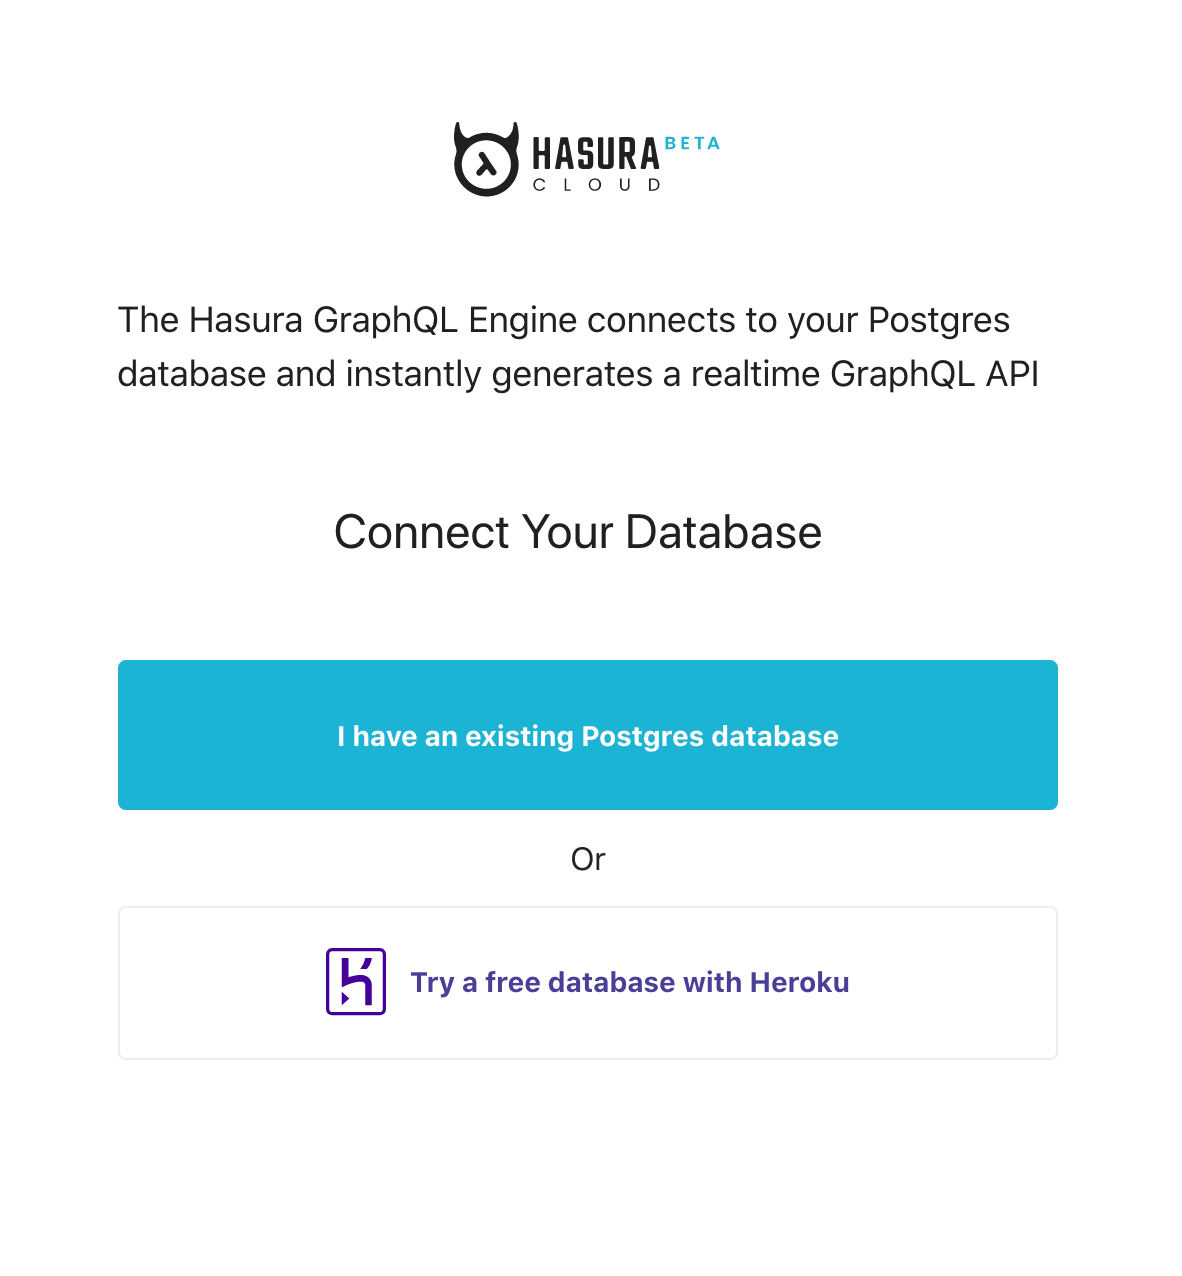 HASURA BETA
CLOUD
The Hasura GraphQL Engine connects to your Postgres
database and instantly generates a realtime GraphQL API
Connect Your Database
I have an existing Postgres database
Or
Try a free database with Heroku